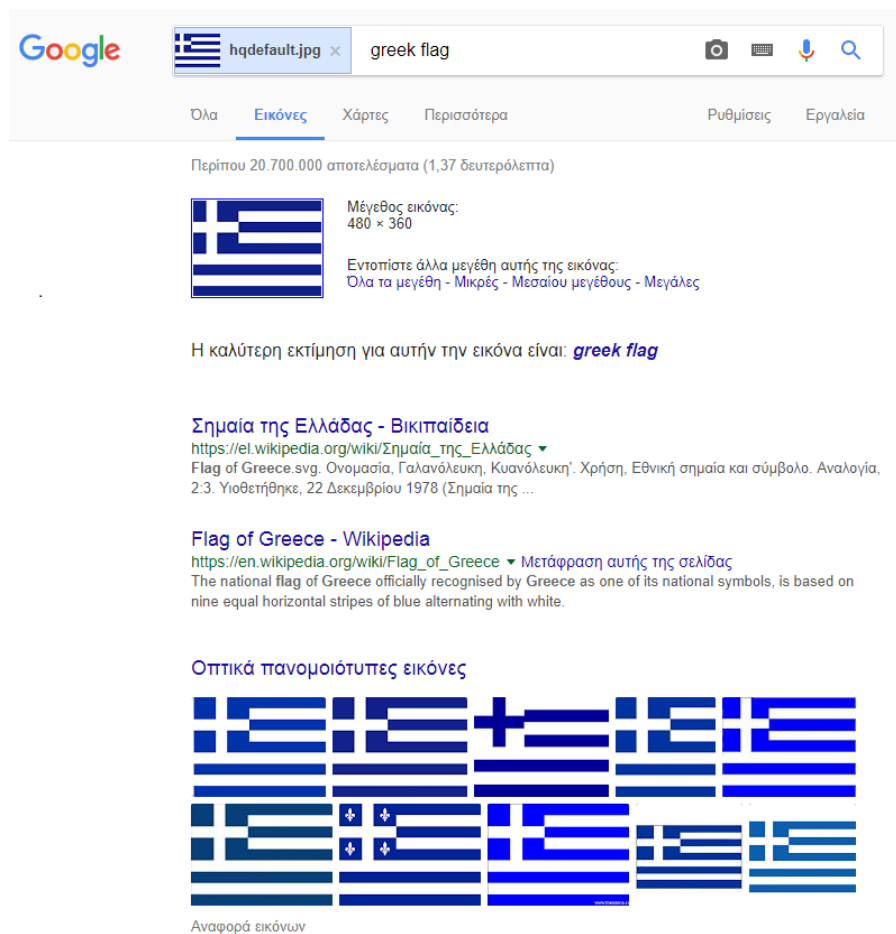 Google
hqdefault.jpg × greek flag
Όλα Εικόνες Χάρτες Περισσότερα Ρυθμίσεις Εργαλεία
Περίπου 20.700.000 αποτελέσματα (1,37 δευτερόλεπτα)
Μέγεθος εικόνας:
480 × 360
Εντοπίστε άλλα μεγέθη αυτής της εικόνας:
Όλα τα μεγέθη - Μικρές - Μεσαίου μεγέθους - Μεγάλες
Η καλύτερη εκτίμηση για αυτήν την εικόνα είναι: greek flag
Σημαία της Ελλάδας - Βικιπαίδεια
https://el.wikipedia.org/wiki/Σημαία_της_Ελλάδας
Flag of Greece.svg. Ονομασία, Γαλανόλευκη, Κυανόλευκη'. Χρήση, Εθνική σημαία και σύμβολο. Αναλογία,
2:3. Υιοθετήθηκε, 22 Δεκεμβρίου 1978 (Σημαία της ...
Flag of Greece - Wikipedia
https://en.wikipedia.org/wiki/Flag_of_Greece Μετάφραση αυτής της σελίδας
The national flag of Greece officially recognised by Greece as one of its national symbols, is based on
nine equal horizontal stripes of blue alternating with white.
Οπτικά πανομοιότυπες εικόνες
Αναφορά εικόνων